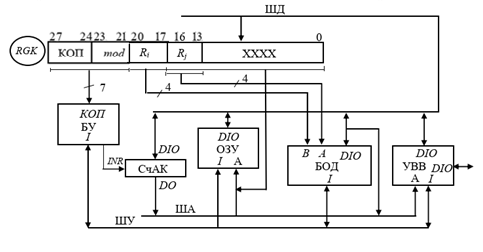 ШД
27 24 23 21 20 17 16 13 0
RGK КОП mod Ri Rj XXXX
7 4 4
КОП БУ I
INR
DIO СчАК DO
DIO ОЗУ I A
B A DIO БОД I
DIO УВВ DIO A I
ША
ШУ